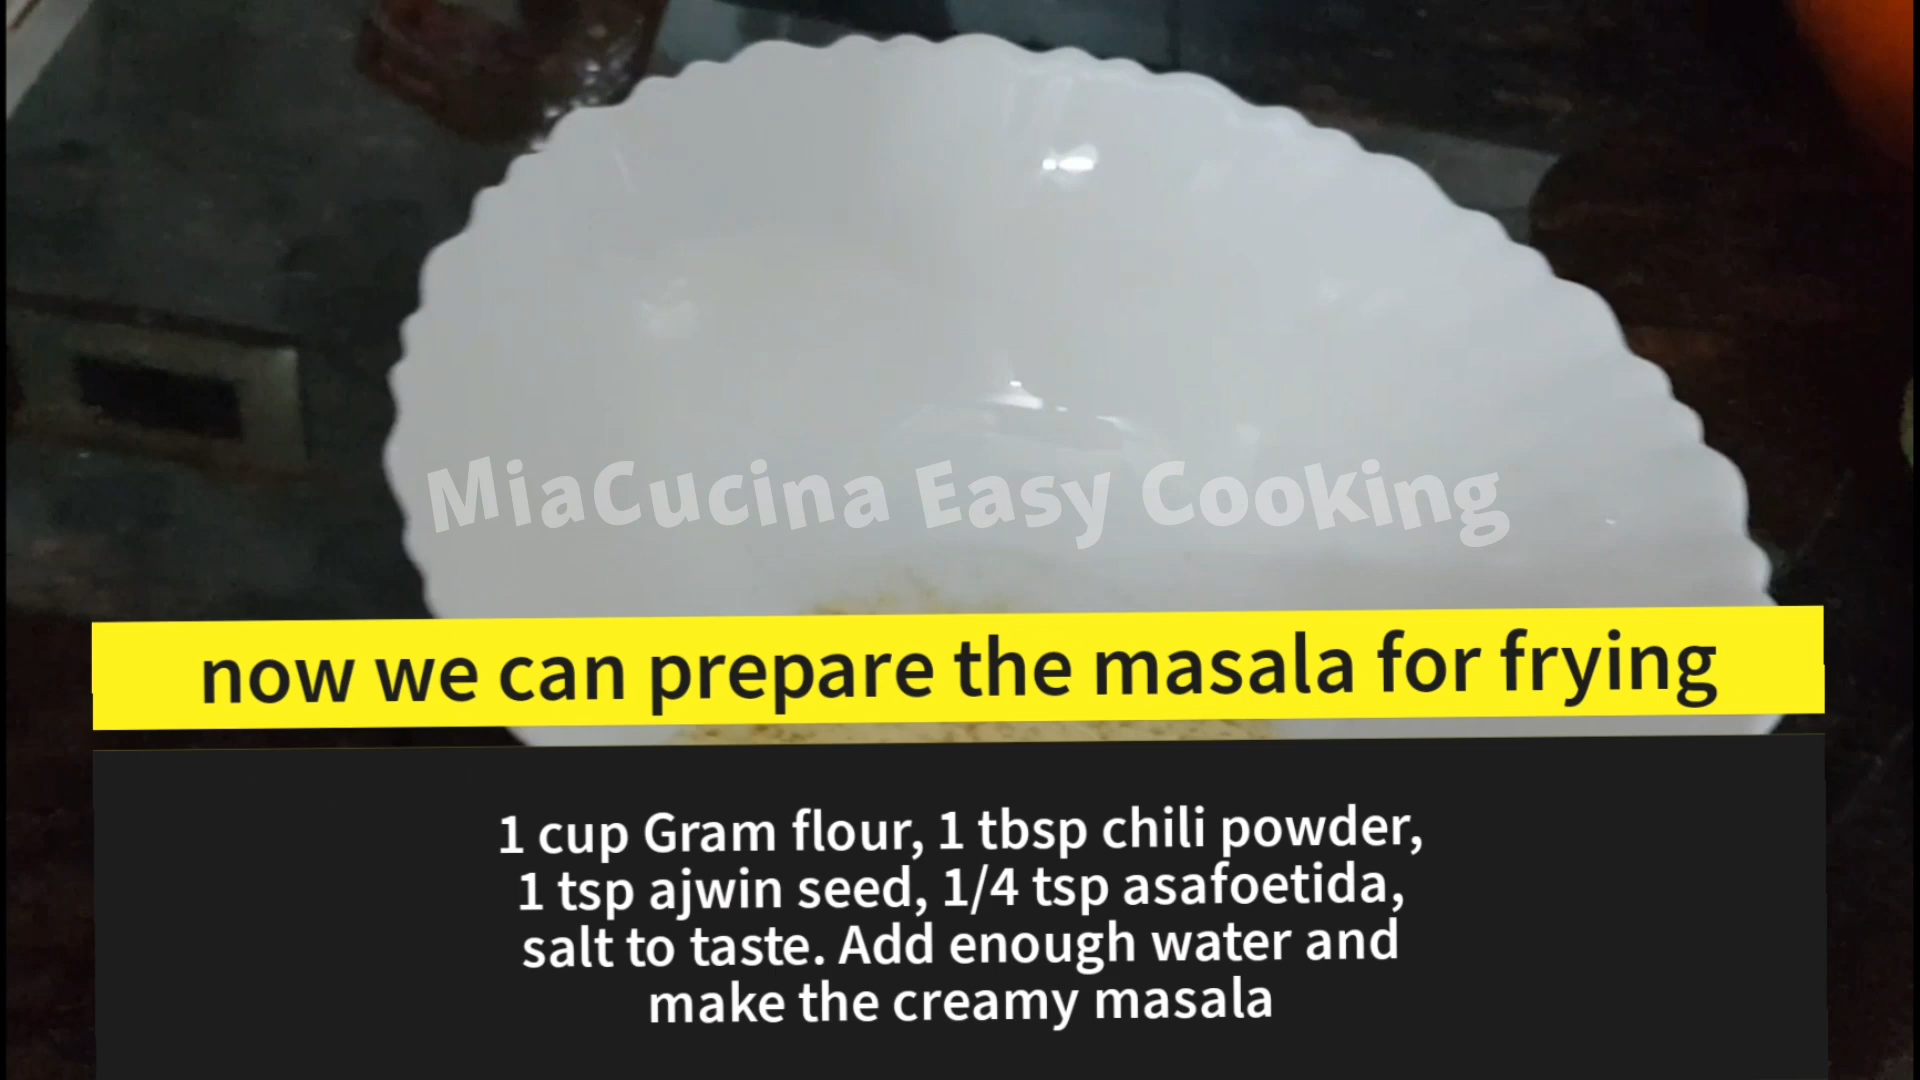 MiaCucina Easy Cooking
now we can prepare the masala for frying
1 cup Gram flour, 1 tbsp chili powder,
1 tsp ajwin seed, 1/4 tsp asafoetida,
salt to taste. Add enough water and
make the creamy masala